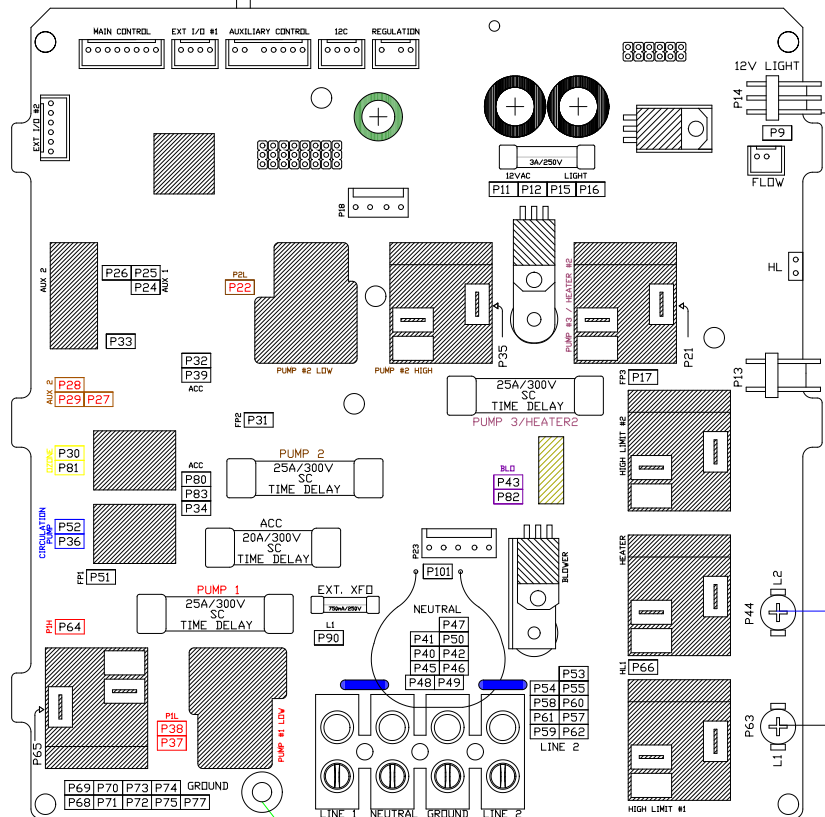 MAIN CONTROL
EXT I/O #1
AUXILIARY CONTROL
12C
REGULATION
12V LIGHT
P14
P9
FLOW
EXT I/O #2
3A/250V
12VAC
LIGHT
P11 P12 P15 P16
P18
HL
AUX 2
P26 P25
P24
AUX 1
P2L
P22
P33
PUMP #2 LOW
PUMP #2 HIGH
P35
PUMP #3 / HEATER #2
P21
P13
P32
P39
ACC
AUX 2
P28
P29 P27
FP2 P31
25A/300V
SC
TIME DELAY
PUMP 3/HEATER2
FP3 P17
HIGH LIMIT #2
OZONE
P30
P81
ACC
P80
P83
P34
PUMP 2
25A/300V
SC
TIME DELAY
BLO
P43
P82
CIRCULATION
PUMP
P52
P36
ACC
20A/300V
SC
TIME DELAY
P23
P101
BLOWER
HEATER
FP1 P51
PUMP 1
25A/300V
SC
TIME DELAY
EXT. XFO
750mA/250V
L1
P90
NEUTRAL
P47
P41 P50
P40 P42
P45 P46
P48 P49
L2
P44
P1H P64
HL1 P66
P53
P54 P55
P58 P60
P61 P57
P59 P62
LINE 2
P65
P1L
P38
P37
PUMP #1 LOW
P63
L1
P69 P70 P73 P74 GROUND
P68 P71 P72 P75 P77
LINE 1
NEUTRAL
GROUND
LINE 2
HIGH LIMIT #1